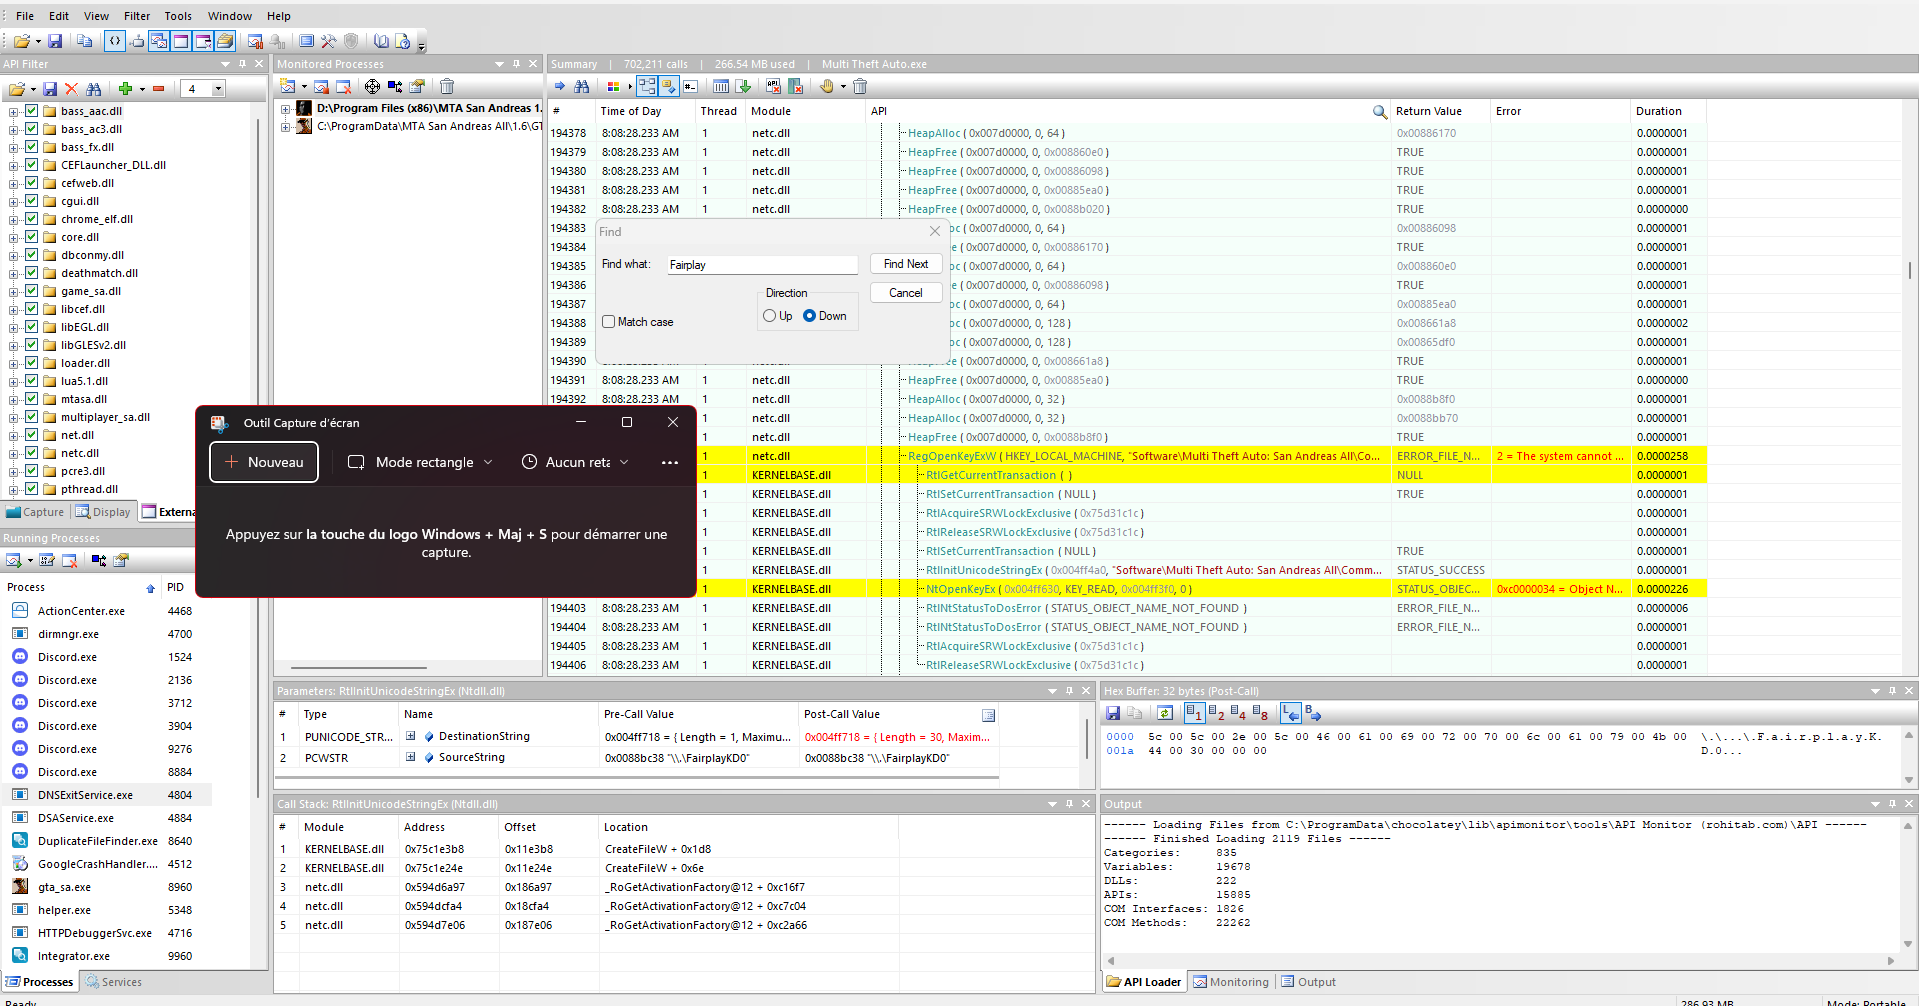 File Edit View Filter Tools Window Help
API Filter
4
bass_aac.dll
bass_ac3.dll
bass_fx.dll
CEFLauncher_DLL.dll
cefweb.dll
cgui.dll
chrome_elf.dll
core.dll
dbconmy.dll
deathmatch.dll
game_sa.dll
libcef.dll
libEGL.dll
libGLESv2.dll
loader.dll
lua5.1.dll
mtasa.dll
multiplayer_sa.dll
net.dll
netc.dll
pcre3.dll
pthread.dll
Capture Display Externa
Running Processes
Process PID
ActionCenter.exe 4468
dirmngr.exe 4700
Discord.exe 1524
Discord.exe 2136
Discord.exe 3712
Discord.exe 3904
Discord.exe 9276
Discord.exe 8884
DNSExitService.exe 4804
DSAService.exe 4884
DuplicateFileFinder.exe 8640
GoogleCrashHandler.... 4512
gta_sa.exe 8960
helper.exe 5348
HTTPDebuggerSvc.exe 4716
Integrator.exe 9960
Processes Services
Monitored Processes
D:\Program Files (x86)\MTA San Andreas 1.
C:\ProgramData\MTA San Andreas All\1.6\GT
Summary | 702,211 calls | 266.54 MB used | Multi Theft Auto.exe
# Time of Day Thread Module API Return Value Error Duration
194378 8:08:28.233 AM 1 netc.dll HeapAlloc ( 0x007d0000, 0, 64 ) 0x00886170 0.0000001
194379 8:08:28.233 AM 1 netc.dll HeapFree ( 0x007d0000, 0, 0x008860e0 ) TRUE 0.0000001
194380 8:08:28.233 AM 1 netc.dll HeapFree ( 0x007d0000, 0, 0x00886098 ) TRUE 0.0000001
194381 8:08:28.233 AM 1 netc.dll HeapFree ( 0x007d0000, 0, 0x00885ea0 ) TRUE 0.0000001
194382 8:08:28.233 AM 1 netc.dll HeapFree ( 0x007d0000, 0, 0x0088b020 ) TRUE 0.0000000
194383 oc ( 0x007d0000, 0, 64 ) 0x00886098 0.0000001
194384 e ( 0x007d0000, 0, 0x00886170 ) TRUE 0.0000001
194385 oc ( 0x007d0000, 0, 64 ) 0x008860e0 0.0000001
194386 e ( 0x007d0000, 0, 0x00886098 ) TRUE 0.0000001
194387 oc ( 0x007d0000, 0, 64 ) 0x00885ea0 0.0000001
194388 oc ( 0x007d0000, 0, 128 ) 0x008661a8 0.0000002
194389 oc ( 0x007d0000, 0, 128 ) 0x00865df0 0.0000001
194390 8:08:28.233 AM 1 netc.dll HeapFree ( 0x007d0000, 0, 0x008661a8 ) TRUE 0.0000001
194391 8:08:28.233 AM 1 netc.dll HeapFree ( 0x007d0000, 0, 0x00885ea0 ) TRUE 0.0000000
194392 8:08:28.233 AM 1 netc.dll HeapAlloc ( 0x007d0000, 0, 32 ) 0x0088b8f0 0.0000001
1 netc.dll HeapAlloc ( 0x007d0000, 0, 32 ) 0x0088bb70 0.0000001
1 netc.dll HeapFree ( 0x007d0000, 0, 0x0088b8f0 ) TRUE 0.0000001
1 netc.dll RegOpenKeyExW ( HKEY_LOCAL_MACHINE, "Software\Multi Theft Auto: San Andreas All\Co... ERROR_FILE_N... 2 = The system cannot ... 0.0000258
1 KERNELBASE.dll RtlGetCurrentTransaction ( ) NULL 0.0000001
1 KERNELBASE.dll RtlSetCurrentTransaction ( NULL ) TRUE 0.0000001
1 KERNELBASE.dll RtlAcquireSRWLockExclusive ( 0x75d31c1c ) 0.0000001
1 KERNELBASE.dll RtlReleaseSRWLockExclusive ( 0x75d31c1c ) 0.0000001
1 KERNELBASE.dll RtlSetCurrentTransaction ( NULL ) TRUE 0.0000001
1 KERNELBASE.dll RtlInitUnicodeStringEx ( 0x004ff4a0, "Software\Multi Theft Auto: San Andreas All\Comm... STATUS_SUCCESS 0.0000001
1 KERNELBASE.dll NtOpenKeyEx ( 0x004ff630, KEY_READ, 0x004ff3f0, 0 ) STATUS_OBJEC... 0xc0000034 = Object N... 0.0000226
194403 8:08:28.233 AM 1 KERNELBASE.dll RtlNtStatusToDosError ( STATUS_OBJECT_NAME_NOT_FOUND ) ERROR_FILE_N... 0.0000006
194404 8:08:28.233 AM 1 KERNELBASE.dll RtlNtStatusToDosError ( STATUS_OBJECT_NAME_NOT_FOUND ) ERROR_FILE_N... 0.0000001
194405 8:08:28.233 AM 1 KERNELBASE.dll RtlAcquireSRWLockExclusive ( 0x75d31c1c ) 0.0000001
194406 8:08:28.233 AM 1 KERNELBASE.dll RtlReleaseSRWLockExclusive ( 0x75d31c1c ) 0.0000001
Find
Find what: Fairplay Find Next
Direction Cancel
Up Down
Match case
Outil Capture d'écran
Nouveau Mode rectangle Aucun reta
Appuyez sur la touche du logo Windows + Maj + S pour démarrer une
capture.
Parameters: RtlInitUnicodeStringEx (Ntdll.dll)
# Type Name Pre-Call Value Post-Call Value
1 PUNICODE_STR... DestinationString 0x004ff718 = { Length = 1, Maximu... 0x004ff718 = { Length = 30, Maxim...
2 PCWSTR SourceString 0x0088bc38 "\\.\FairplayKD0" 0x0088bc38 "\\.\FairplayKD0"
Call Stack: RtlInitUnicodeStringEx (Ntdll.dll)
# Module Address Offset Location
1 KERNELBASE.dll 0x75c1e3b8 0x11e3b8 CreateFileW + 0x1d8
2 KERNELBASE.dll 0x75c1e24e 0x11e24e CreateFileW + 0x6e
3 netc.dll 0x594d6a97 0x186a97 _RoGetActivationFactory@12 + 0xc16f7
4 netc.dll 0x594dcfa4 0x18cfa4 _RoGetActivationFactory@12 + 0xc7c04
5 netc.dll 0x594d7e06 0x187e06 _RoGetActivationFactory@12 + 0xc2a66
Hex Buffer: 32 bytes (Post-Call)
1 2 4 8 L B
0000 5c 00 5c 00 2e 00 5c 00 46 00 61 00 69 00 72 00 70 00 6c 00 61 00 79 00 4b 00 \.\...\.F.a.i.r.p.l.a.y.K.
001a 44 00 30 00 00 00 D.0...
Output
------ Loading Files from C:\ProgramData\chocolatey\lib\apimonitor\tools\API Monitor (rohitab.com)\API ------
------ Finished Loading 2119 Files ------
Categories: 835
Variables: 19678
DLLs: 222
APIs: 15885
COM Interfaces: 1826
COM Methods: 22262
API Loader Monitoring Output
Ready 286.93 MB Mode: Portable